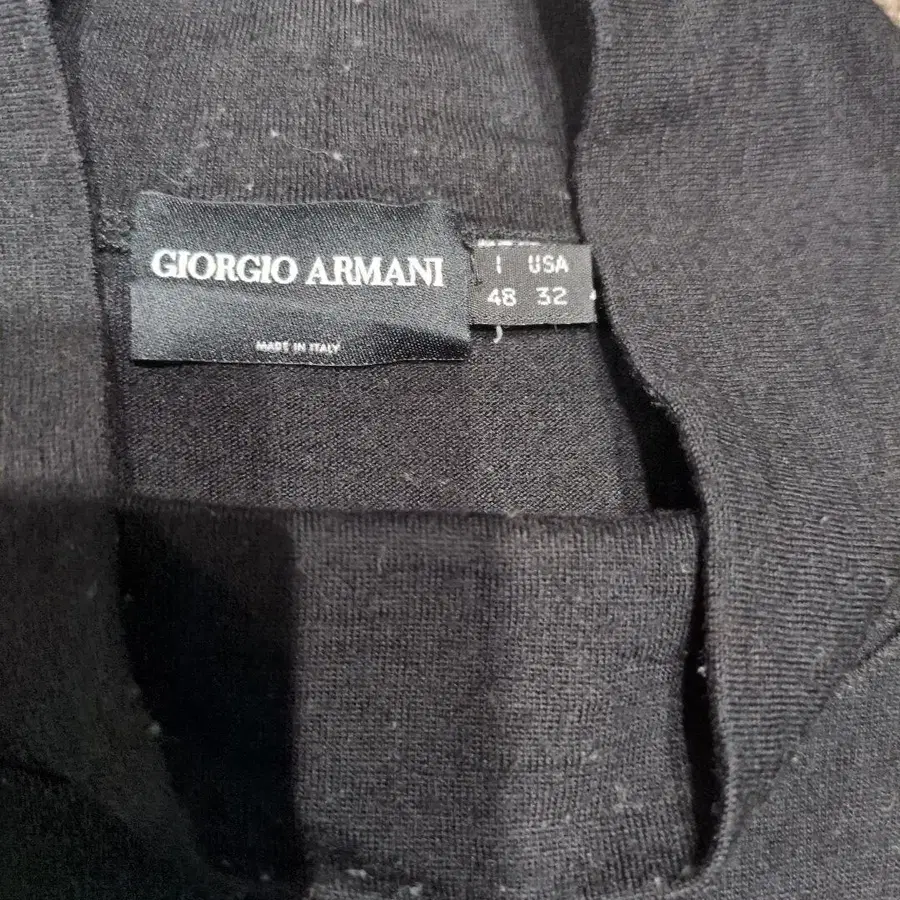 GIORGIO ARMANI
MADE IN ITALY
I USA
48 32